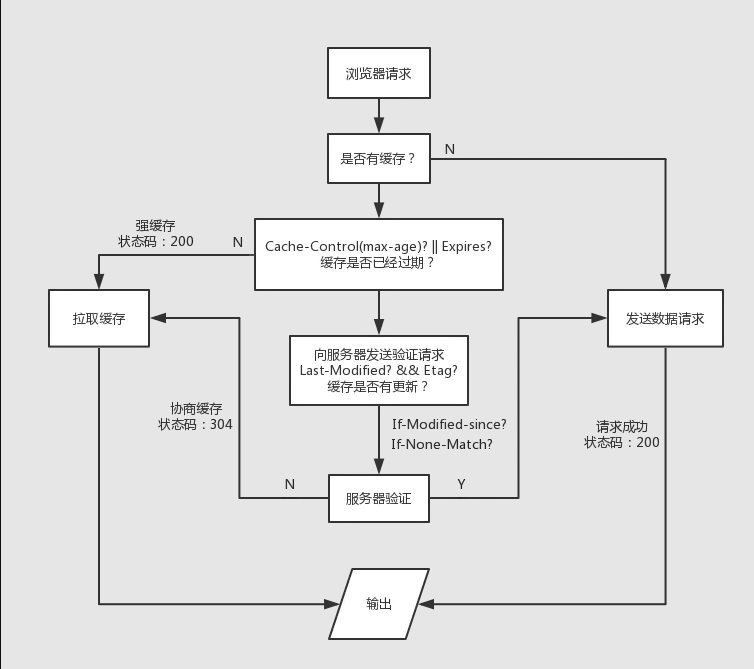 浏览器请求
是否有缓存？
N
强缓存
状态码：200
N
Cache-Control(max-age)? || Expires?
缓存是否已经过期？
拉取缓存
发送数据请求
向服务器发送验证请求
Last-Modified? && Etag?
缓存是否有更新？
协商缓存
状态码：304
If-Modified-since?
If-None-Match?
请求成功
状态码：200
N
服务器验证
Y
输出